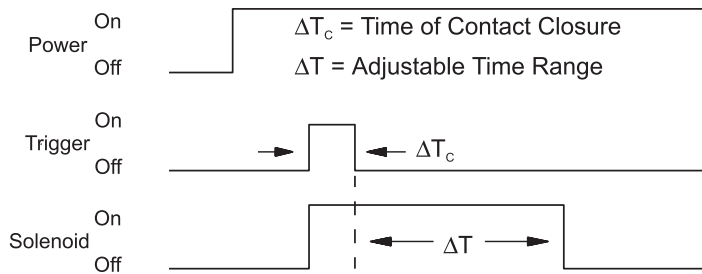 On
Power
Off
ΔTc = Time of Contact Closure
ΔT = Adjustable Time Range
On
Trigger
Off
ΔTc
On
Solenoid
Off
ΔT